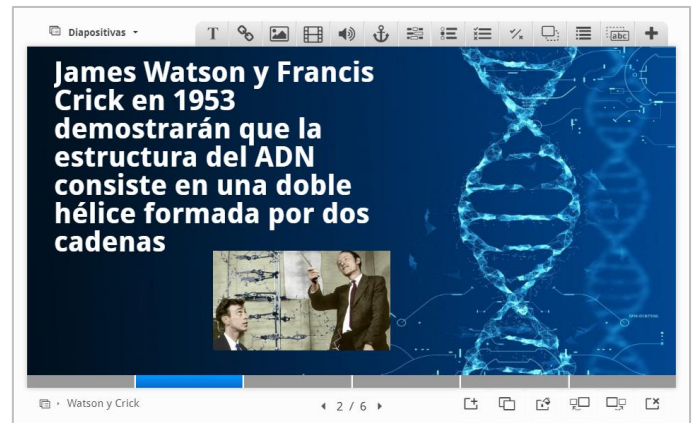 Diapositivas
T
abc
James Watson y Francis
Crick en 1953
demostrarán que la
estructura del ADN
consiste en una doble
hélice formada por dos
cadenas
Watson y Crick
2 / 6